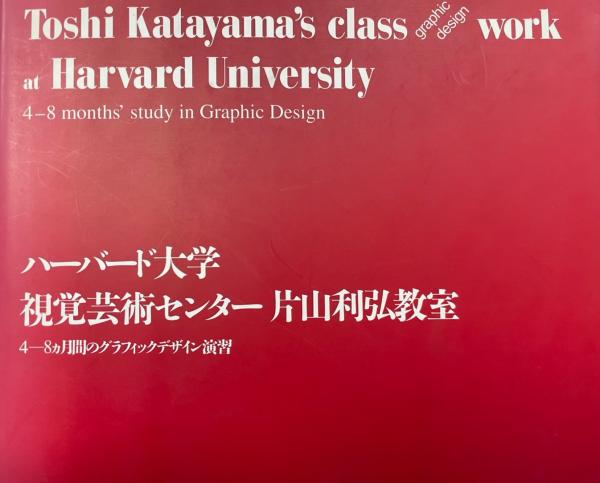 Toshi Katayama's class graphic design work
at Harvard University
4–8 months' study in Graphic Design
ハーバード大学
視覚芸術センター 片山利弘教室
4―8ヵ月間のグラフィックデザイン演習